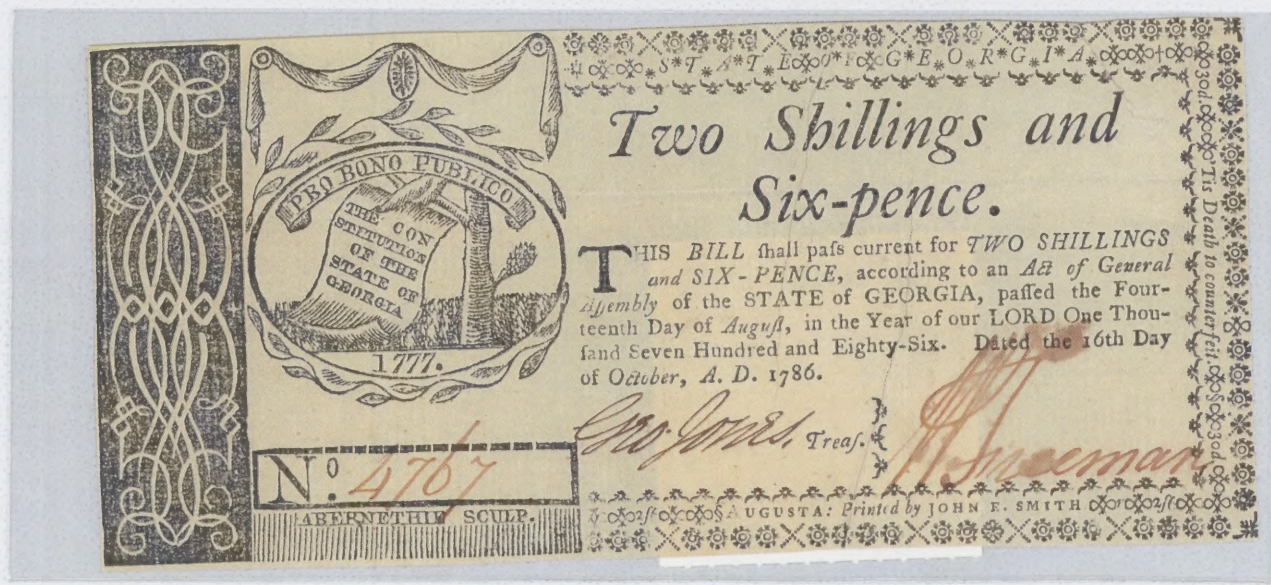 S*T*A*T*E O*F G*E*O*R*G*I*A
Two Shillings and
Six-pence.
THIS BILL ſhall paſs current for TWO SHILLINGS
and SIX-PENCE, according to an Act of General
Aſſembly of the STATE of GEORGIA, paſſed the Four-
teenth Day of Auguſt, in the Year of our LORD One Thou-
ſand Seven Hundred and Eighty-Six. Dated the 16th Day
of October, A. D. 1786.
Geo Jones, Treaſ.
Freeman
AUGUSTA: Printed by JOHN E. SMITH
30d. 'Tis Death to counterfeit. 30d
PRO BONO PUBLICO
THE CON
STITUTION
OF THE
STATE OF
GEORGIA
1777.
No. 4767
ABERNETHIE SCULP.